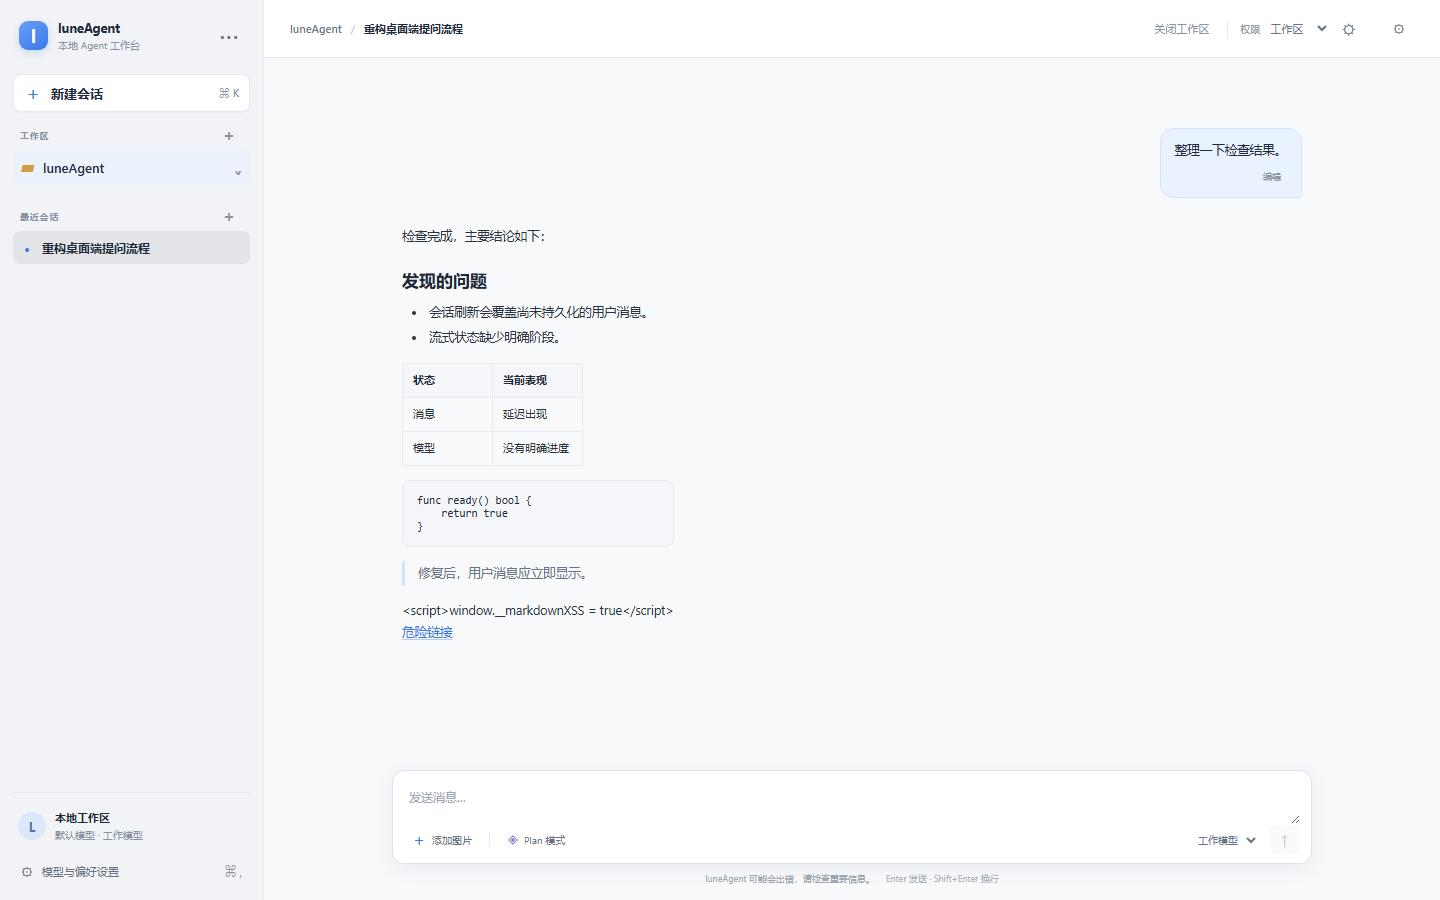 l
luneAgent
本地 Agent 工作台
+ 新建会话 ⌘ K
工作区 +
luneAgent
最近会话 +
重构桌面端提问流程
L
本地工作区
默认模型 · 工作模型
模型与偏好设置 ⌘ ,
luneAgent / 重构桌面端提问流程
关闭工作区 权限 工作区
整理一下检查结果。
编辑
检查完成，主要结论如下：
发现的问题
• 会话刷新会覆盖尚未持久化的用户消息。
• 流式状态缺少明确阶段。
状态 当前表现
消息 延迟出现
模型 没有明确进度
func ready() bool {
return true
}
修复后，用户消息应立即显示。
<script>window.__markdownXSS = true</script>
危险链接
发送消息...
+ 添加图片 Plan 模式 工作模型 ↑
luneAgent 可能会出错，请检查重要信息。 Enter 发送 · Shift+Enter 换行